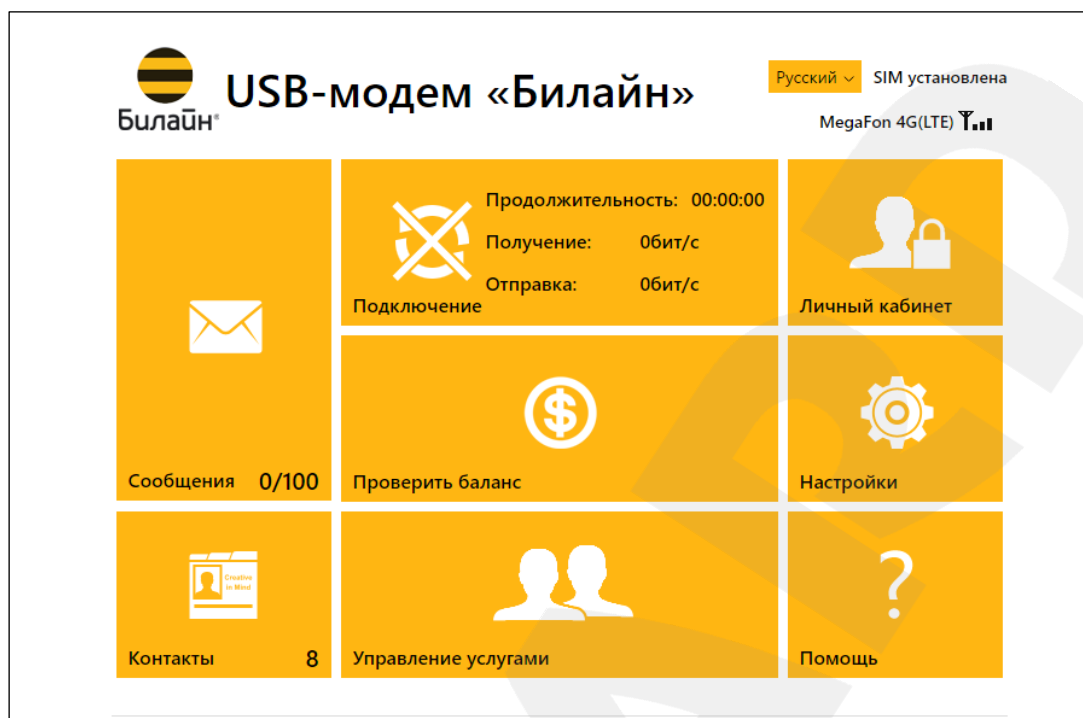 Билайн®
USB-модем «Билайн»
Русский
SIM установлена
MegaFon 4G(LTE)
Продолжительность: 00:00:00
Получение: 0бит/с
Отправка: 0бит/с
Подключение
Личный кабинет
Сообщения 0/100
Проверить баланс
Настройки
Creative
in Mind
Контакты 8
Управление услугами
?
Помощь